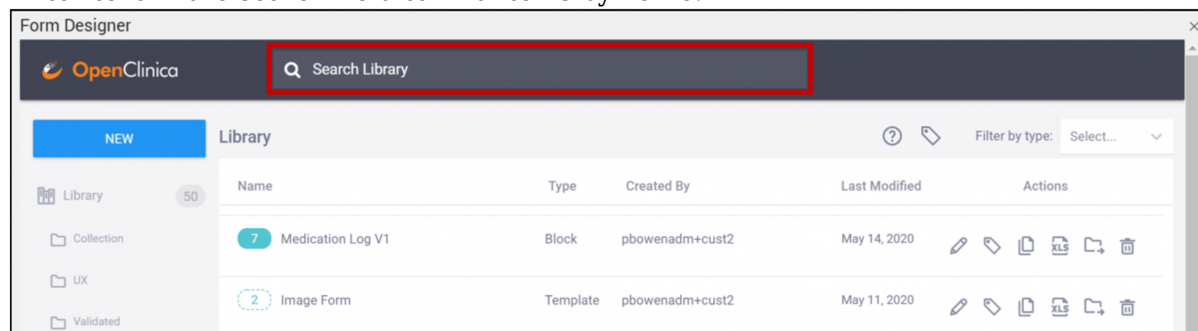 Form Designer
OpenClinica
Search Library
NEW
Library
Filter by type: Select...
Library 50
Name Type Created By Last Modified Actions
Collection
7 Medication Log V1 Block pbowenadm+cust2 May 14, 2020
XLS
UX
2 Image Form Template pbowenadm+cust2 May 11, 2020
XLS
Validated